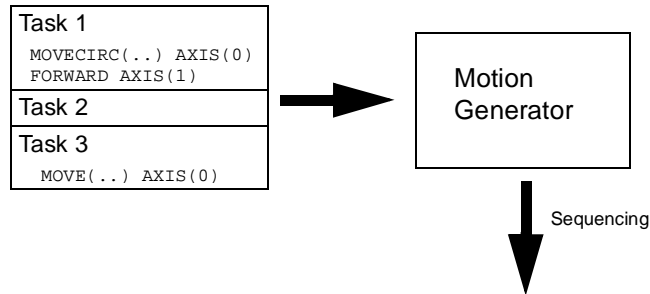 Task 1
MOVECIRC(..) AXIS(0)
FORWARD AXIS(1)
Task 2
Task 3
MOVE(..) AXIS(0)
Motion
Generator
Sequencing